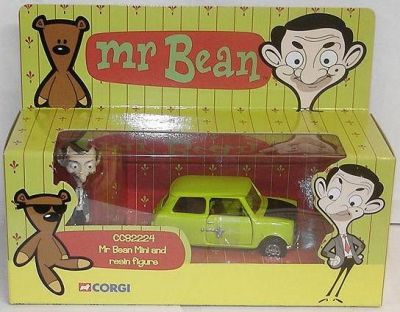 mr Bean
CC82224
Mr Bean Mini and
resin figure
CORGI